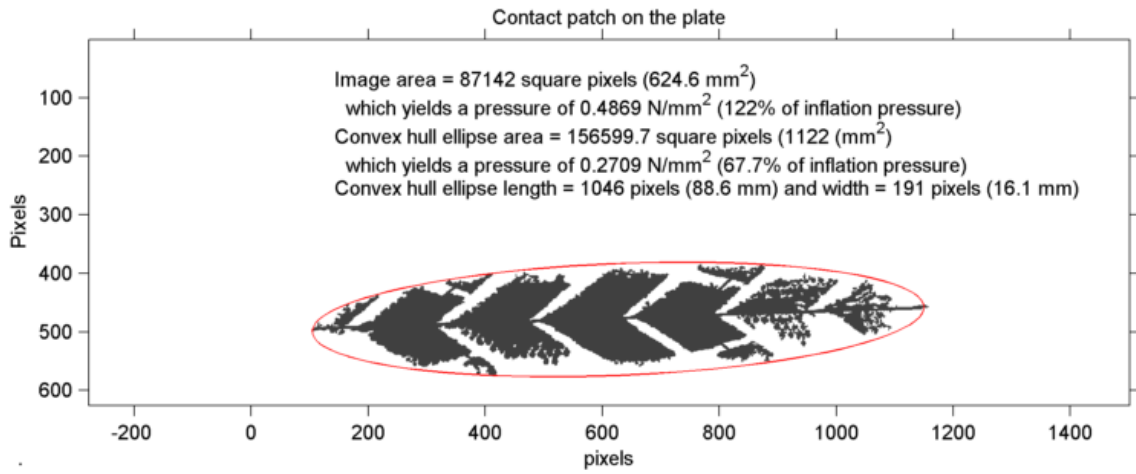 Contact patch on the plate
Image area = 87142 square pixels (624.6 mm²)
which yields a pressure of 0.4869 N/mm² (122% of inflation pressure)
Convex hull ellipse area = 156599.7 square pixels (1122 (mm²)
which yields a pressure of 0.2709 N/mm² (67.7% of inflation pressure)
Convex hull ellipse length = 1046 pixels (88.6 mm) and width = 191 pixels (16.1 mm)
Pixels
100
200
300
400
500
600
-200 0 200 400 600 800 1000 1200 1400
pixels